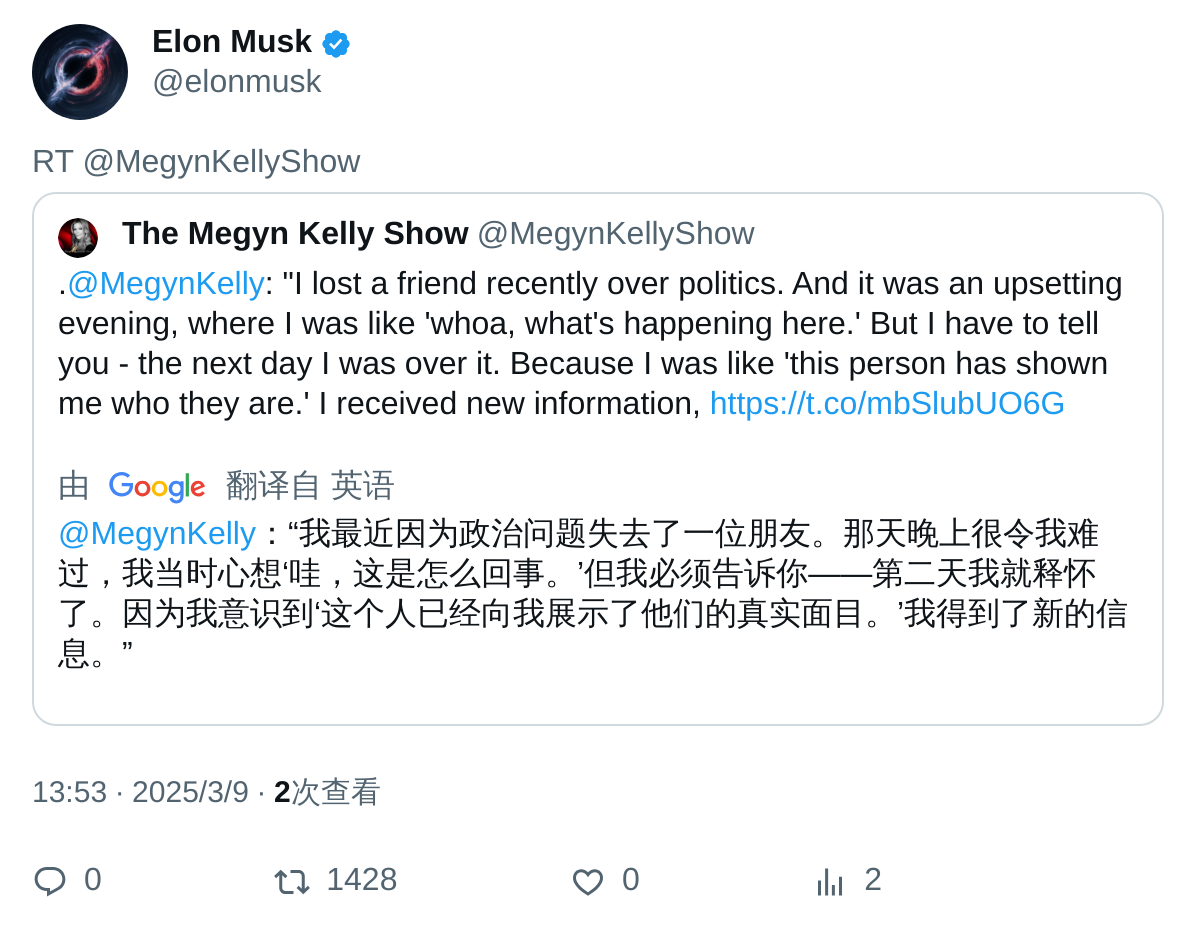 Elon Musk
@elonmusk
RT @MegynKellyShow
The Megyn Kelly Show @MegynKellyShow
.@MegynKelly: "I lost a friend recently over politics. And it was an upsetting
evening, where I was like 'whoa, what's happening here.' But I have to tell
you - the next day I was over it. Because I was like 'this person has shown
me who they are.' I received new information, https://t.co/mbSlubUO6G
由 Google 翻译自 英语
@MegynKelly：“我最近因为政治问题失去了一位朋友。那天晚上很令我难
过，我当时心想‘哇，这是怎么回事。’但我必须告诉你——第二天我就释怀
了。因为我意识到‘这个人已经向我展示了他们的真实面目。’我得到了新的信
息。”
13:53 · 2025/3/9 · 2次查看
0 1428 0 2